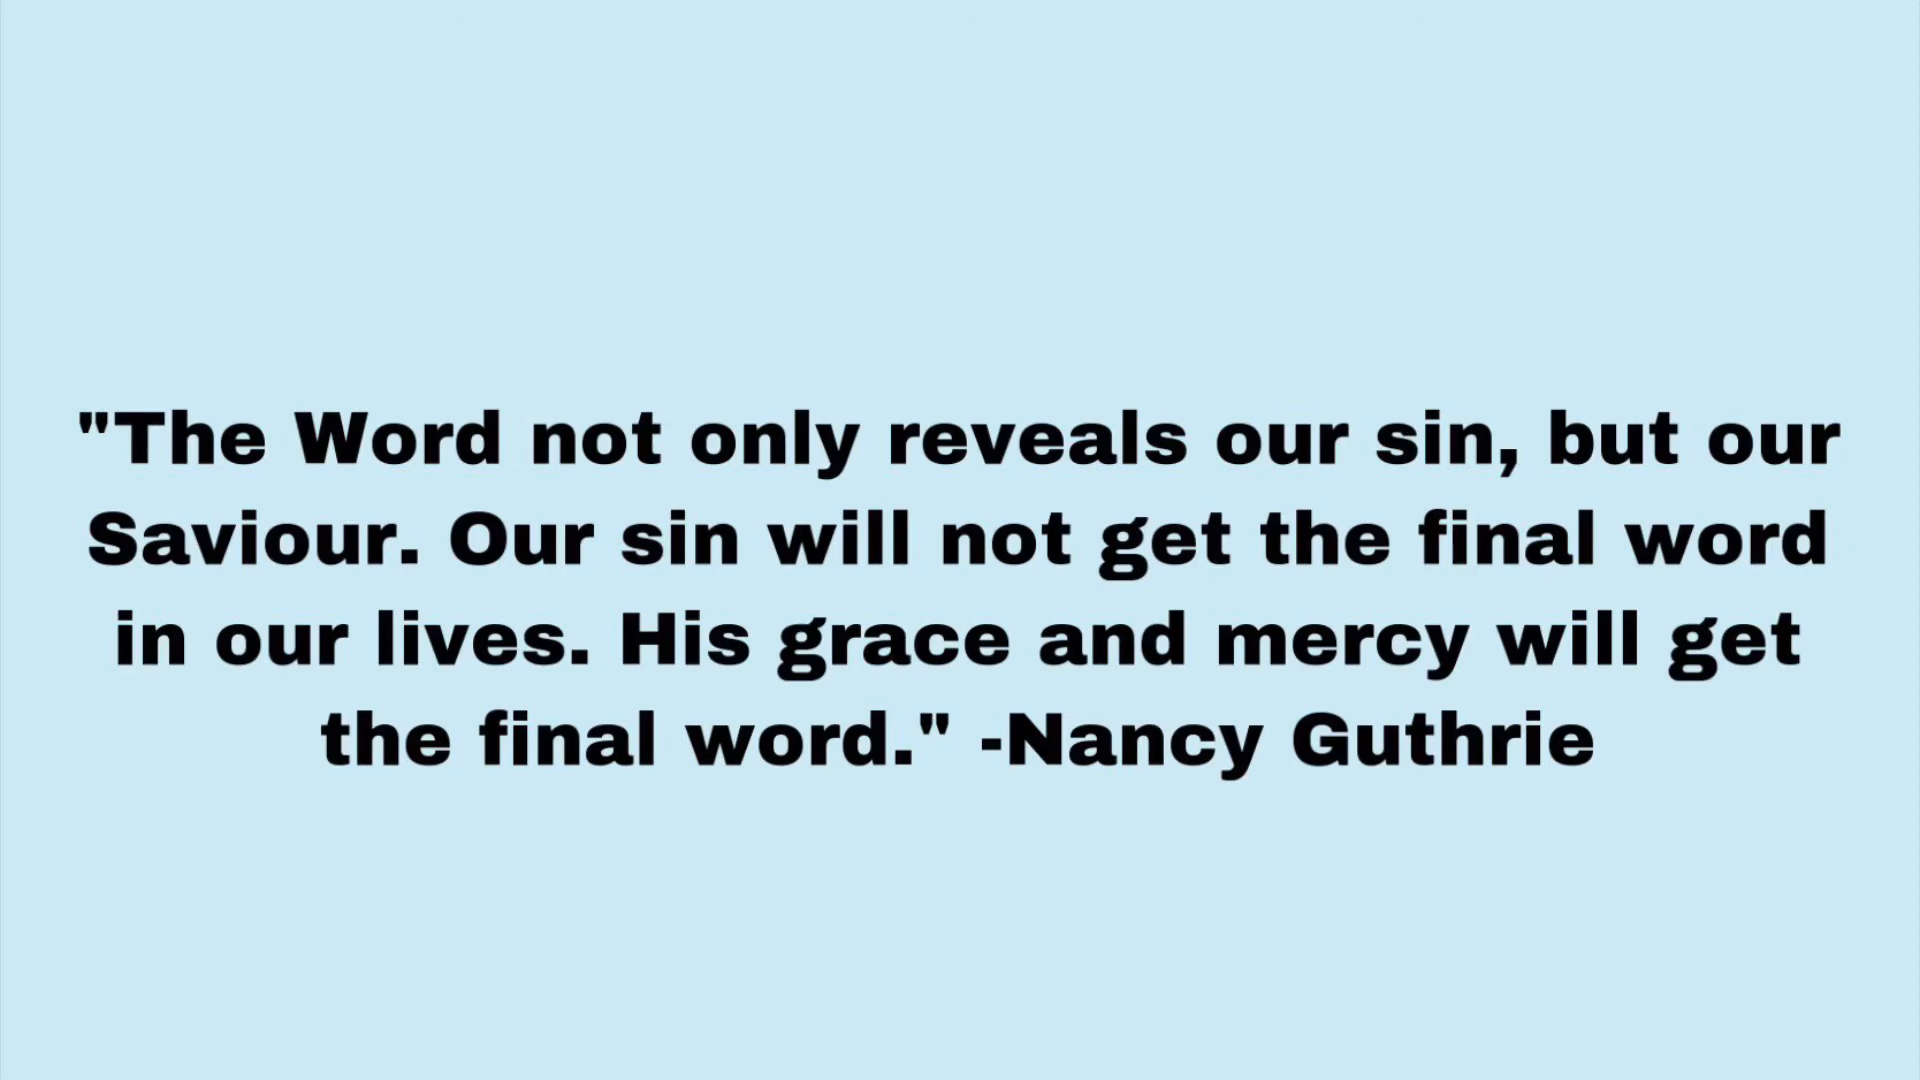 "The Word not only reveals our sin, but our
Saviour. Our sin will not get the final word
in our lives. His grace and mercy will get
the final word." -Nancy Guthrie